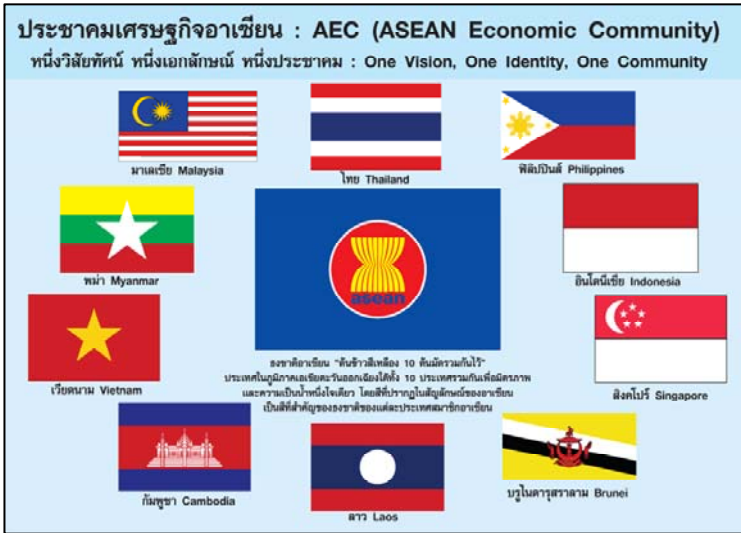 ประชาคมเศรษฐกิจอาเซียน : AEC (ASEAN Economic Community)
หนึ่งวิสัยทัศน์ หนึ่งเอกลักษณ์ หนึ่งประชาคม : One Vision, One Identity, One Community
มาเลเซีย Malaysia
ไทย Thailand
ฟิลิปปินส์ Philippines
พม่า Myanmar
asean
อินโดนีเซีย Indonesia
เวียดนาม Vietnam
ธงชาติอาเซียน "ต้นข้าวสีเหลือง 10 ต้นมัดรวมกันไว้"
ประเทศในภูมิภาคเอเชียตะวันออกเฉียงใต้ทั้ง 10 ประเทศรวมกันเพื่อมิตรภาพ
และความเป็นน้ำหนึ่งใจเดียว โดยสีที่ปรากฏในสัญลักษณ์ของอาเซียน
เป็นสีที่สำคัญของธงชาติของแต่ละประเทศสมาชิกอาเซียน
สิงคโปร์ Singapore
กัมพูชา Cambodia
ลาว Laos
บรูไนดารุสราลาม Brunei